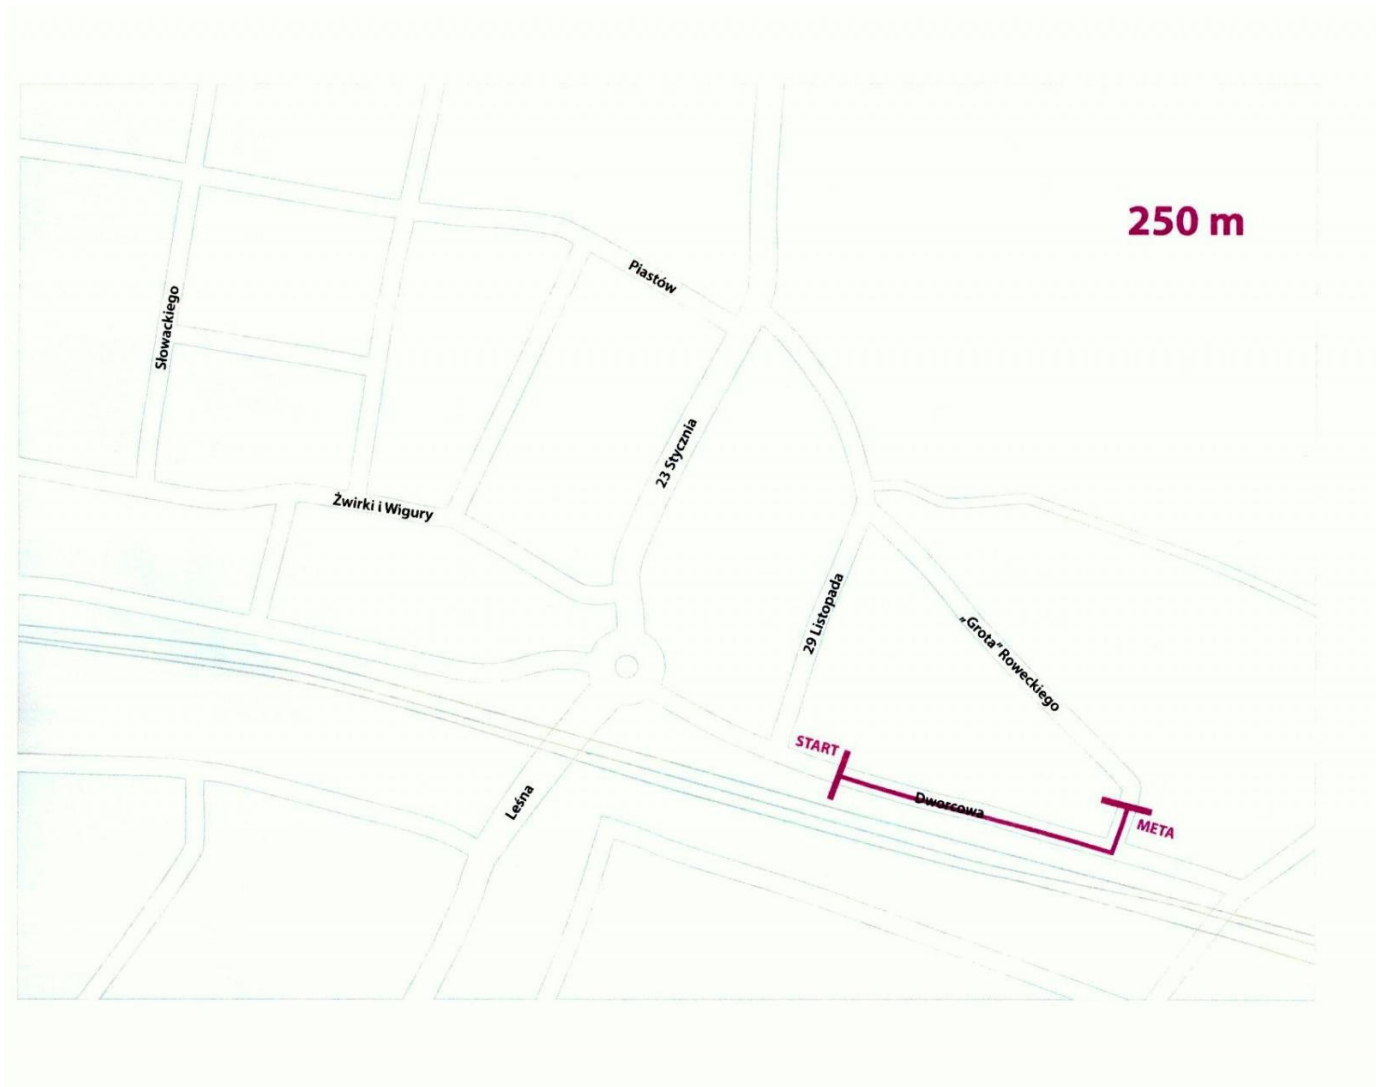 250 m
Piastów
Słowackiego
23 Stycznia
Żwirki i Wigury
29 Listopada
„Grota” Roweckiego
START
Leśna
Dworcowa
META